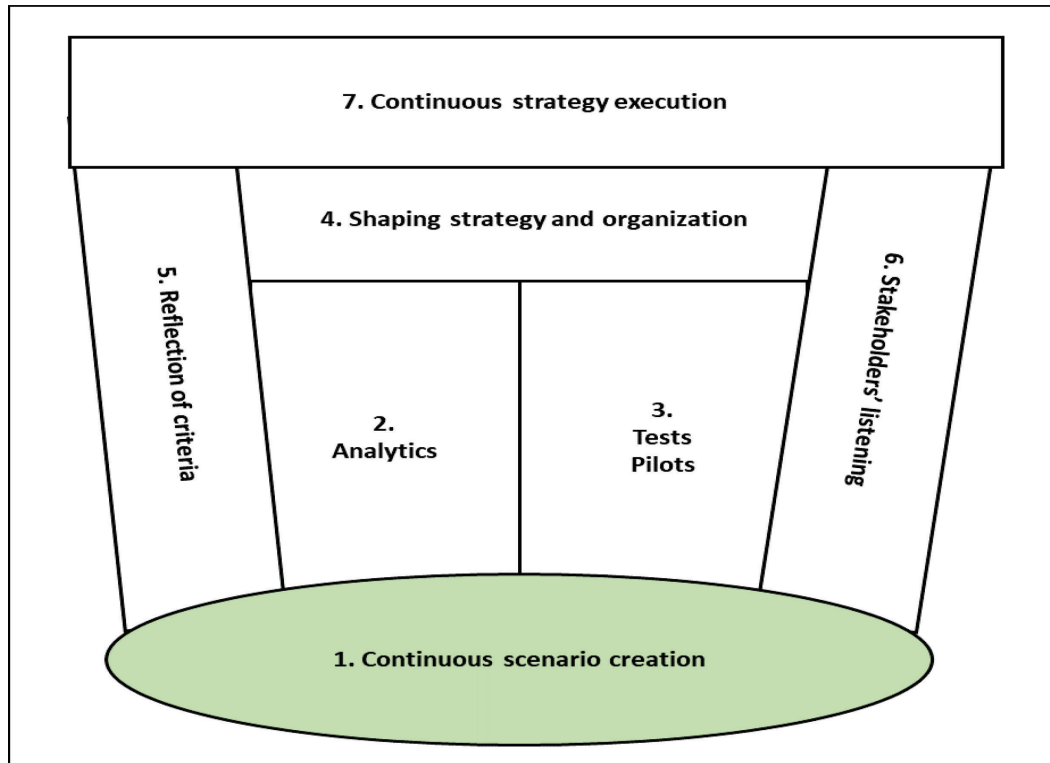 7. Continuous strategy execution
4. Shaping strategy and organization
5. Reflection of criteria
6. Stakeholders’ listening
2.
Analytics
3.
Tests
Pilots
1. Continuous scenario creation